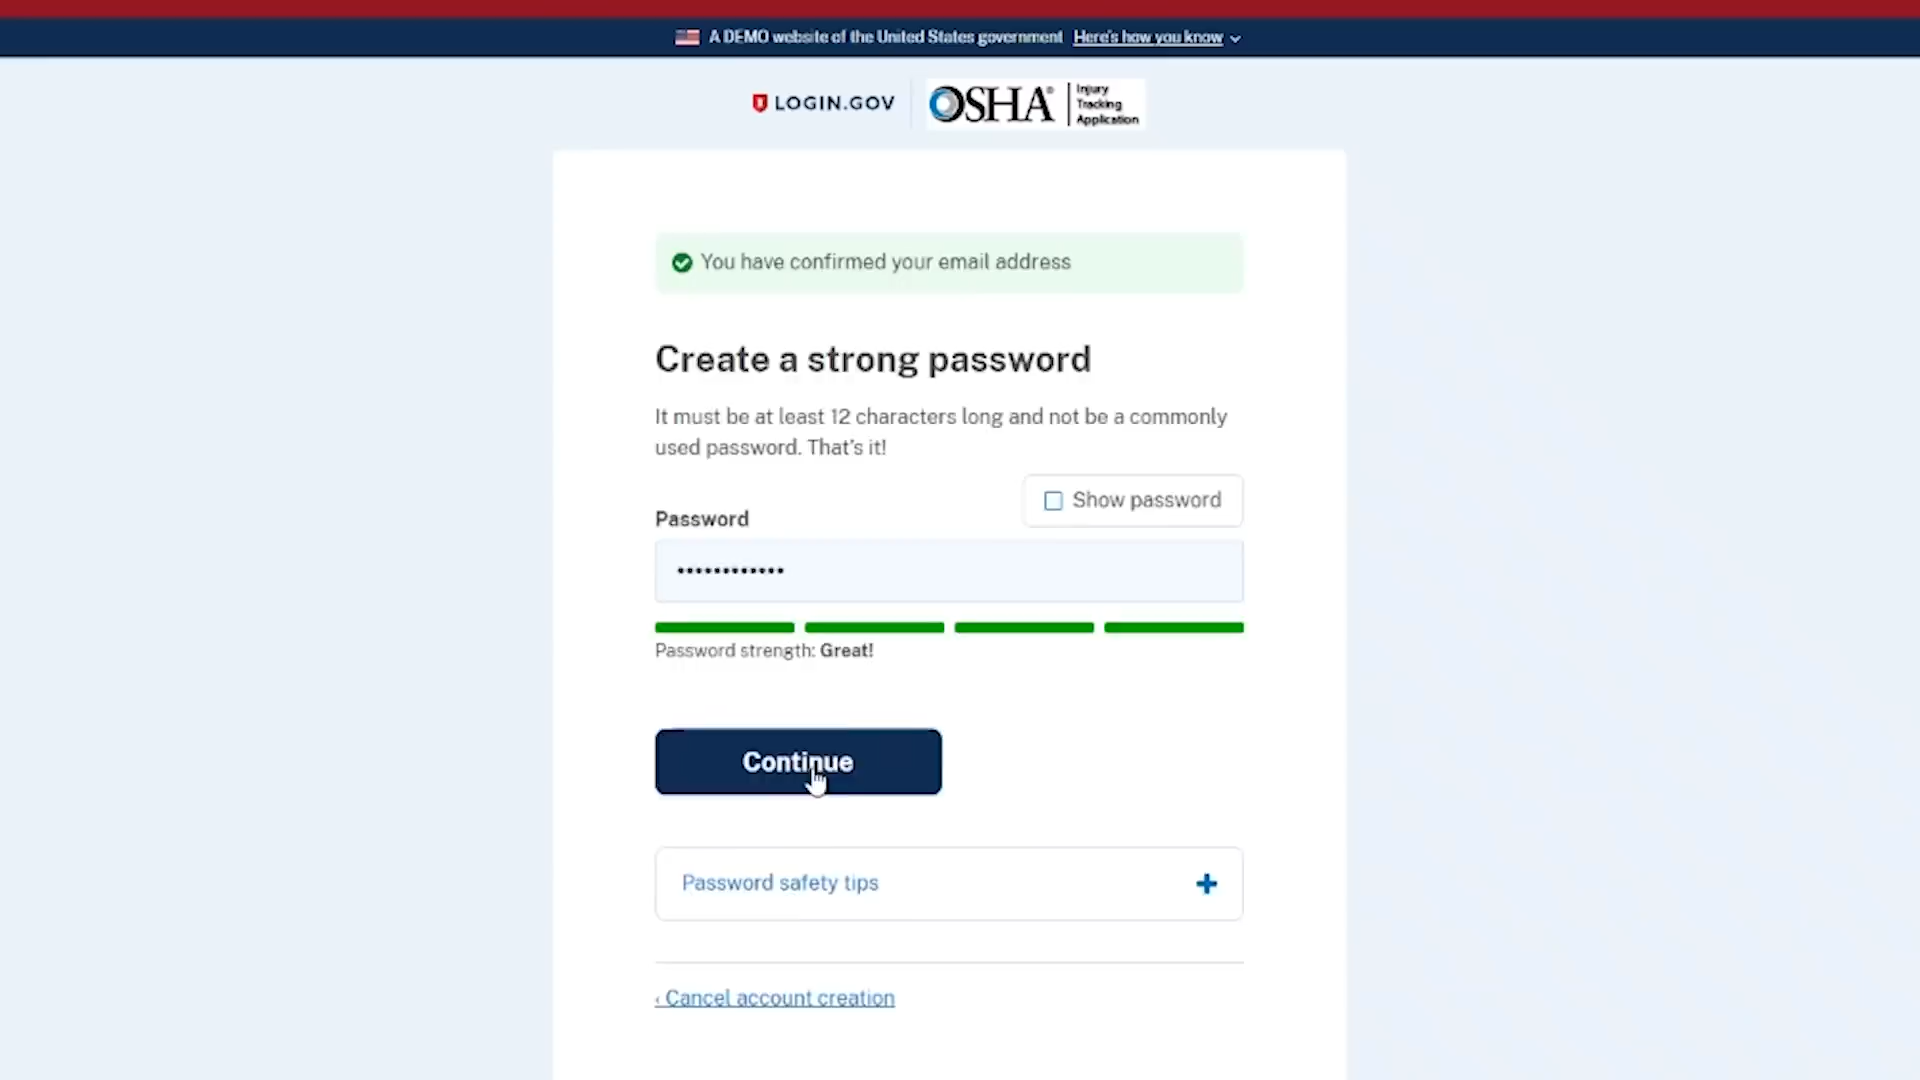 A DEMO website of the United States government Here's how you know
LOGIN.GOV
OSHA® Injury
Tracking
Application
You have confirmed your email address
Create a strong password
It must be at least 12 characters long and not be a commonly
used password. That's it!
Show password
Password
••••••••••••
Password strength: Great!
Continue
Password safety tips
‹ Cancel account creation